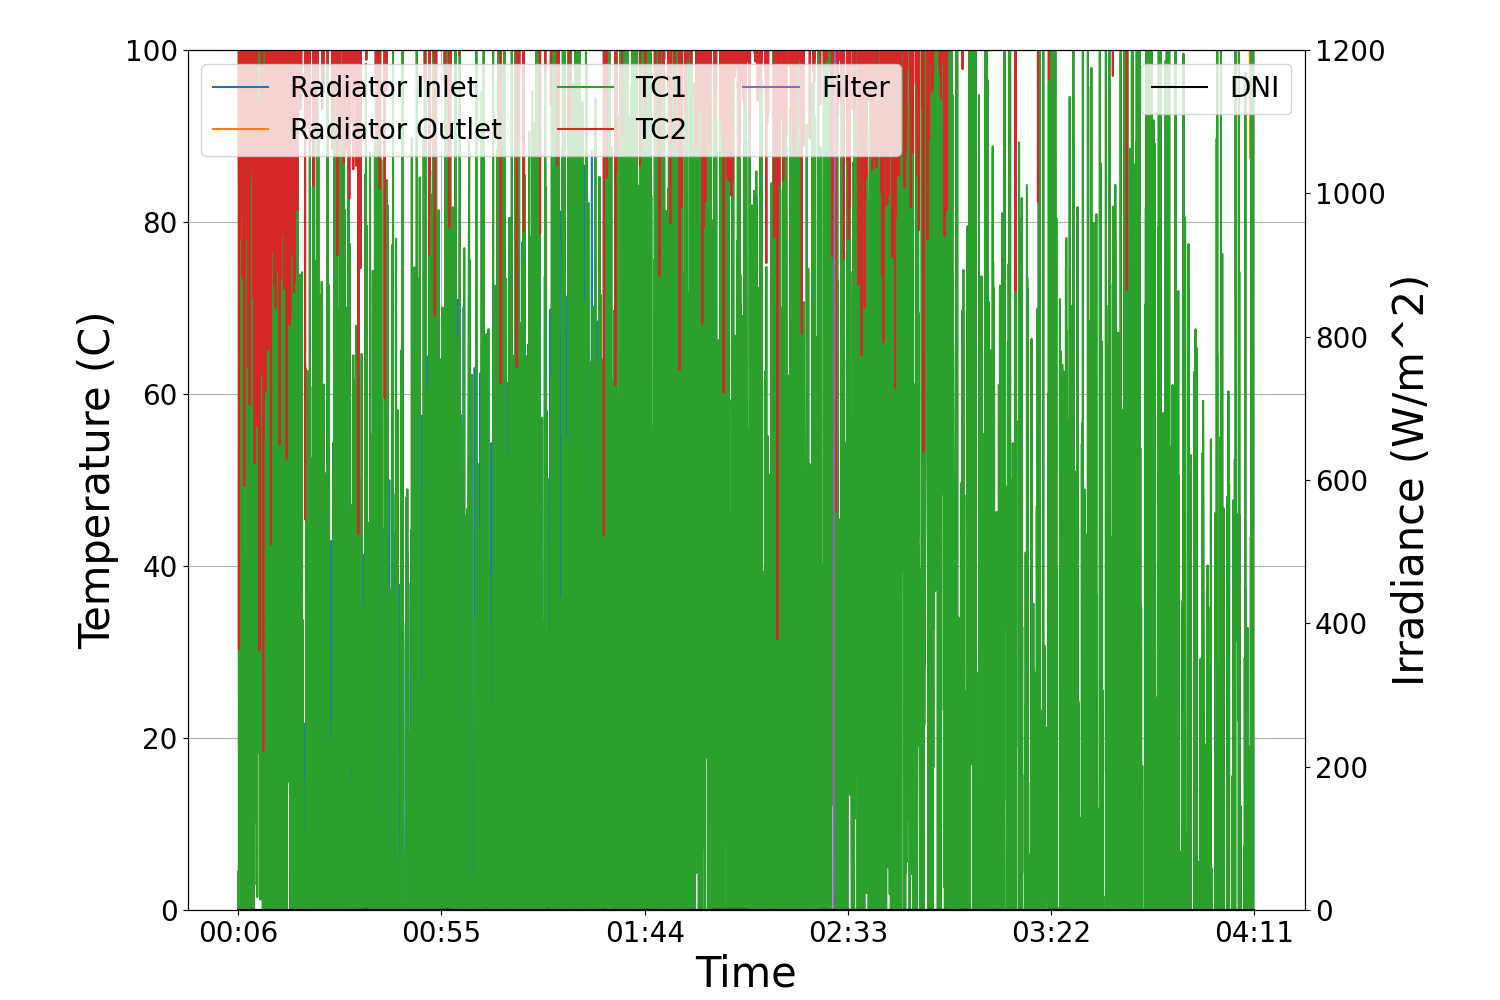 Radiator Inlet
Radiator Outlet
TC1
TC2
Filter
DNI
Temperature (C)
100
80
60
40
20
0
Irradiance (W/m^2)
1200
1000
800
600
400
200
0
00:06 00:55 01:44 02:33 03:22 04:11
Time